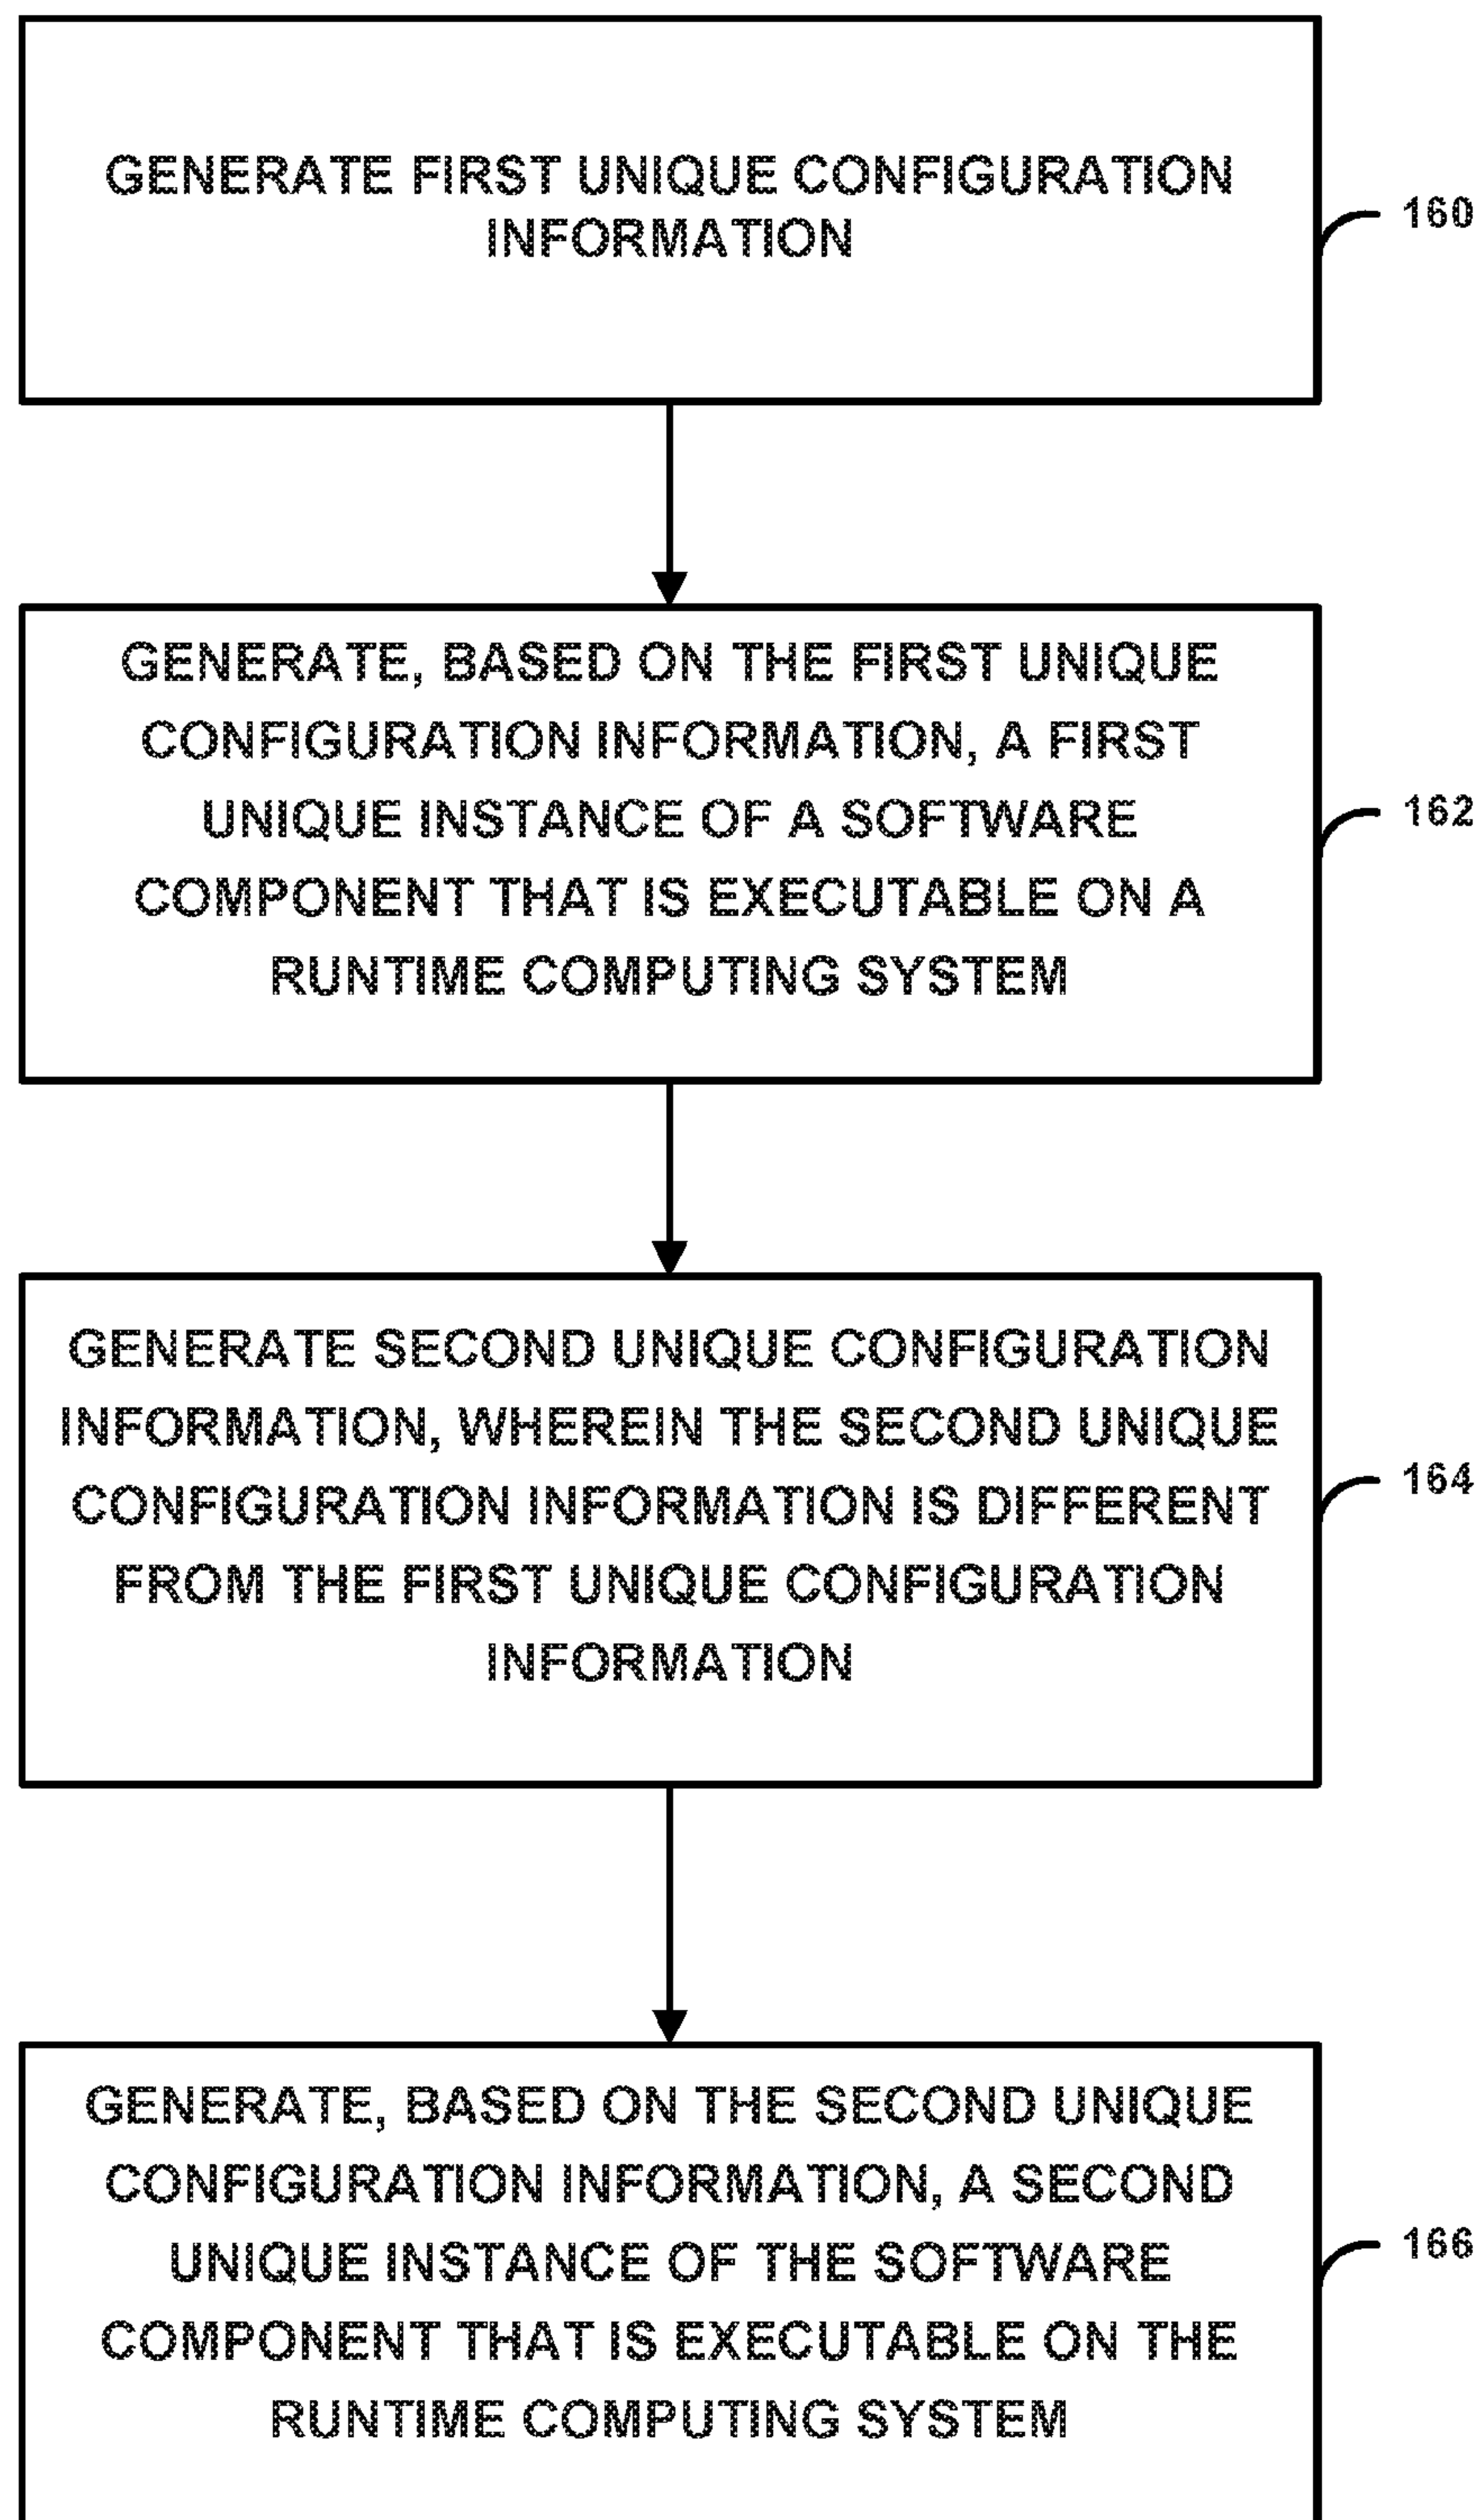 GENERATE FIRST UNIQUE CONFIGURATION
INFORMATION
160
GENERATE, BASED ON THE FIRST UNIQUE
CONFIGURATION INFORMATION, A FIRST
UNIQUE INSTANCE OF A SOFTWARE
COMPONENT THAT IS EXECUTABLE ON A
RUNTIME COMPUTING SYSTEM
162
GENERATE SECOND UNIQUE CONFIGURATION
INFORMATION, WHEREIN THE SECOND UNIQUE
CONFIGURATION INFORMATION IS DIFFERENT
FROM THE FIRST UNIQUE CONFIGURATION
INFORMATION
164
GENERATE, BASED ON THE SECOND UNIQUE
CONFIGURATION INFORMATION, A SECOND
UNIQUE INSTANCE OF THE SOFTWARE
COMPONENT THAT IS EXECUTABLE ON THE
RUNTIME COMPUTING SYSTEM
166